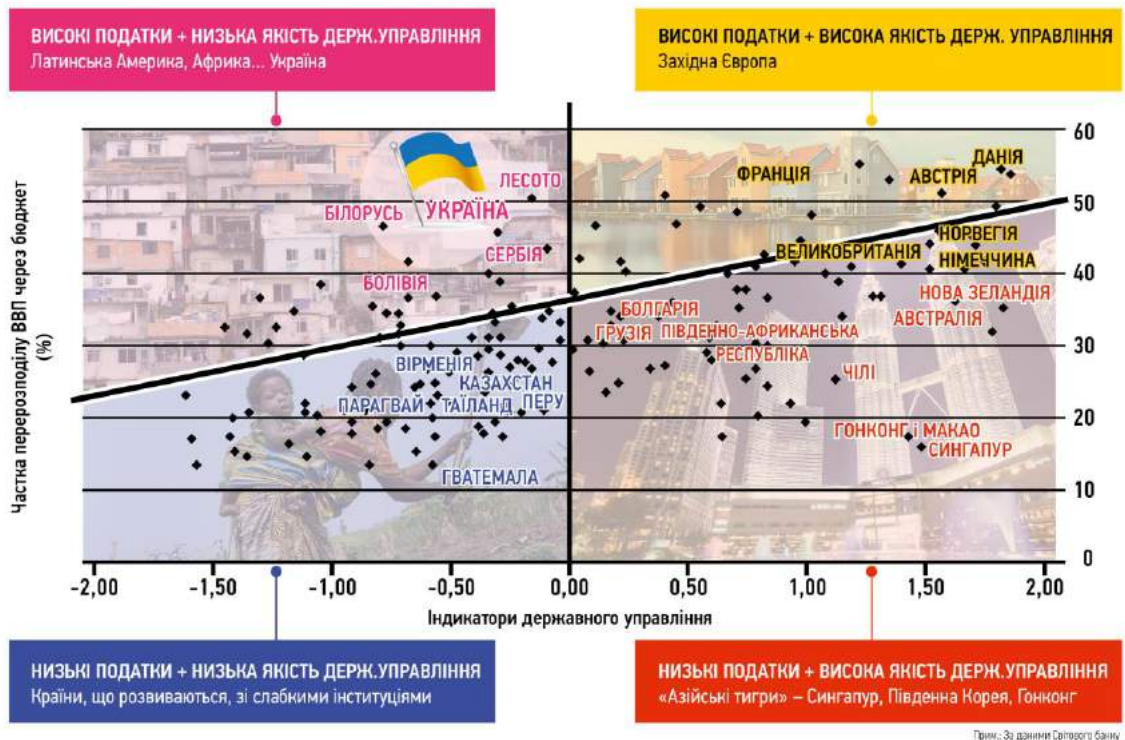 ВИСОКІ ПОДАТКИ + НИЗЬКА ЯКІСТЬ ДЕРЖ.УПРАВЛІННЯ
Латинська Америка, Африка... Україна
ВИСОКІ ПОДАТКИ + ВИСОКА ЯКІСТЬ ДЕРЖ. УПРАВЛІННЯ
Західна Європа
Частка перерозподілу ВВП через бюджет
(%)
60
50
40
30
20
10
0
ДАНІЯ
ФРАНЦІЯ
АВСТРІЯ
ЛЕСОТО
БІЛОРУСЬ
УКРАЇНА
НОРВЕГІЯ
СЕРБІЯ
ВЕЛИКОБРИТАНІЯ
НІМЕЧЧИНА
БОЛІВІЯ
НОВА ЗЕЛАНДІЯ
БОЛГАРІЯ
АВСТРАЛІЯ
ГРУЗІЯ
ПІВДЕННО-АФРИКАНСЬКА
РЕСПУБЛІКА
ВІРМЕНІЯ
ЧІЛІ
КАЗАХСТАН
ПАРАГВАЙ
ТАЇЛАНД
ПЕРУ
ГОНКОНГ І МАКАО
СИНГАПУР
ГВАТЕМАЛА
-2,00
-1,50
-1,00
-0,50
0,00
0,50
1,00
1,50
2,00
Індикатори державного управління
НИЗЬКІ ПОДАТКИ + НИЗЬКА ЯКІСТЬ ДЕРЖ.УПРАВЛІННЯ
Країни, що розвиваються, зі слабкими інституціями
НИЗЬКІ ПОДАТКИ + ВИСОКА ЯКІСТЬ ДЕРЖ.УПРАВЛІННЯ
«Азійські тигри» – Сингапур, Південна Корея, Гонконг
Прим.: За даними Світового банку